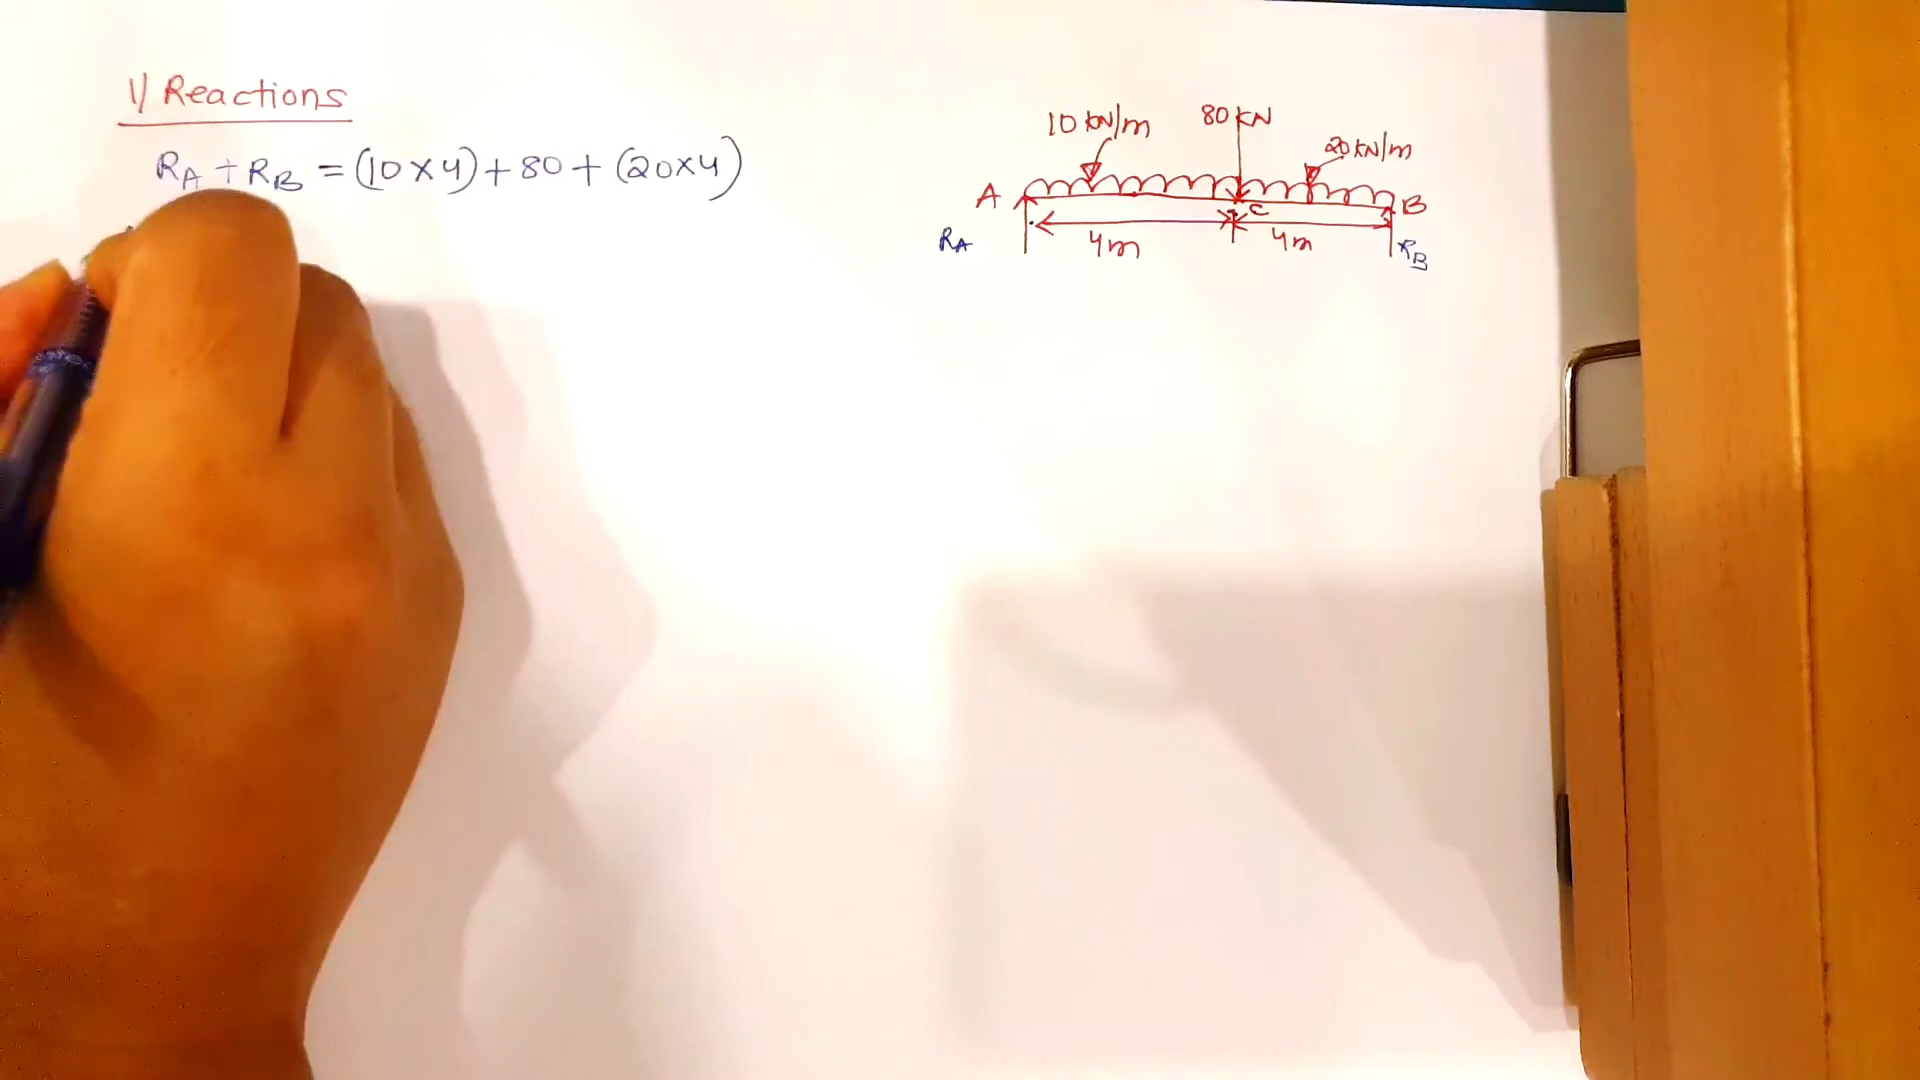 1) Reactions
RA + RB = (10×4)+80+(20×4)
10 kN/m
80 kN
20 kN/m
A
C
B
RA
4m
4m
RB